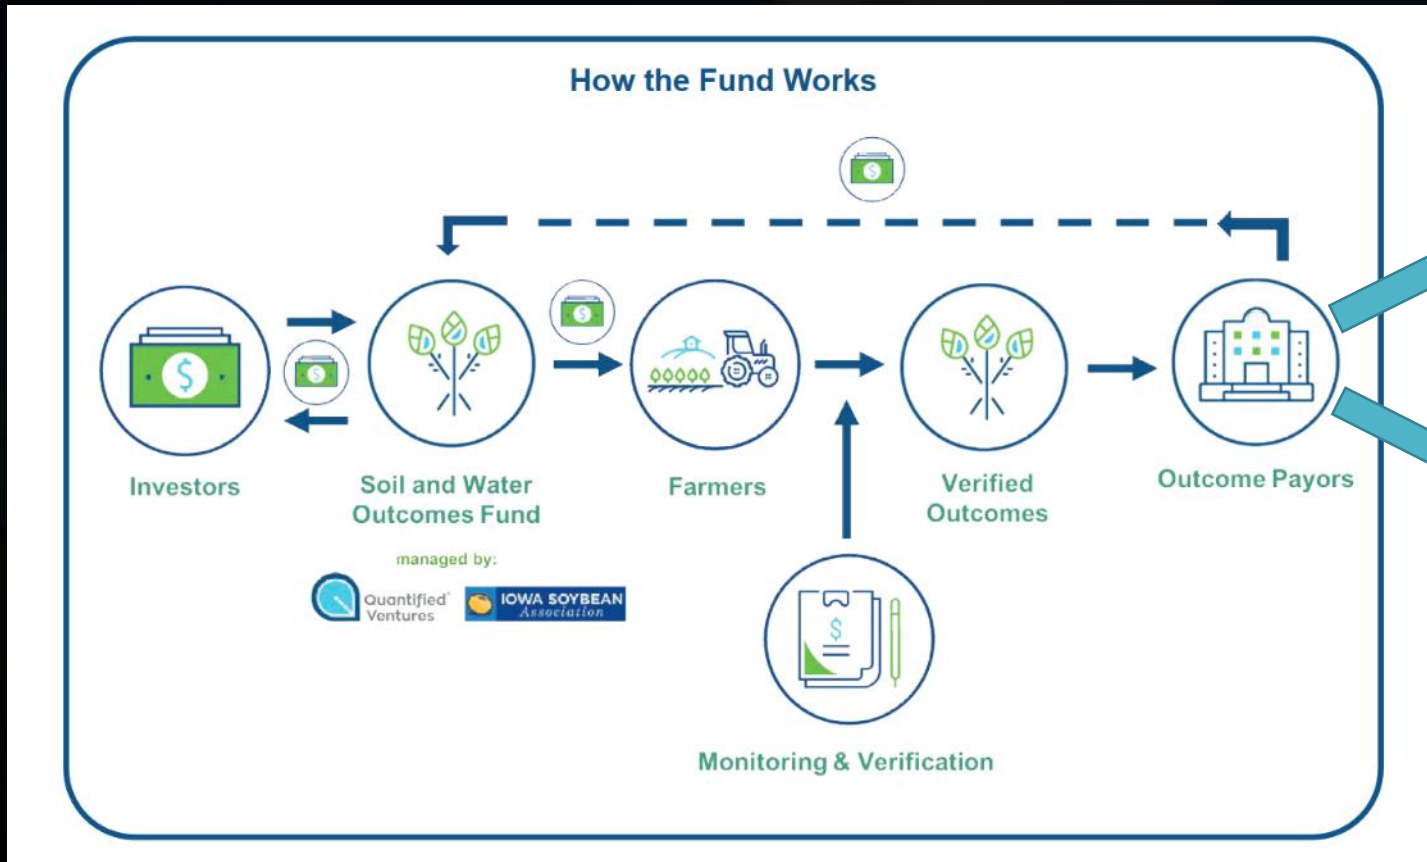 How the Fund Works
$
$
$
$
$
Investors
Soil and Water
Outcomes Fund
Farmers
Verified
Outcomes
Outcome Payors
managed by:
Quantified
Ventures
IOWA SOYBEAN
Association
$
Monitoring & Verification